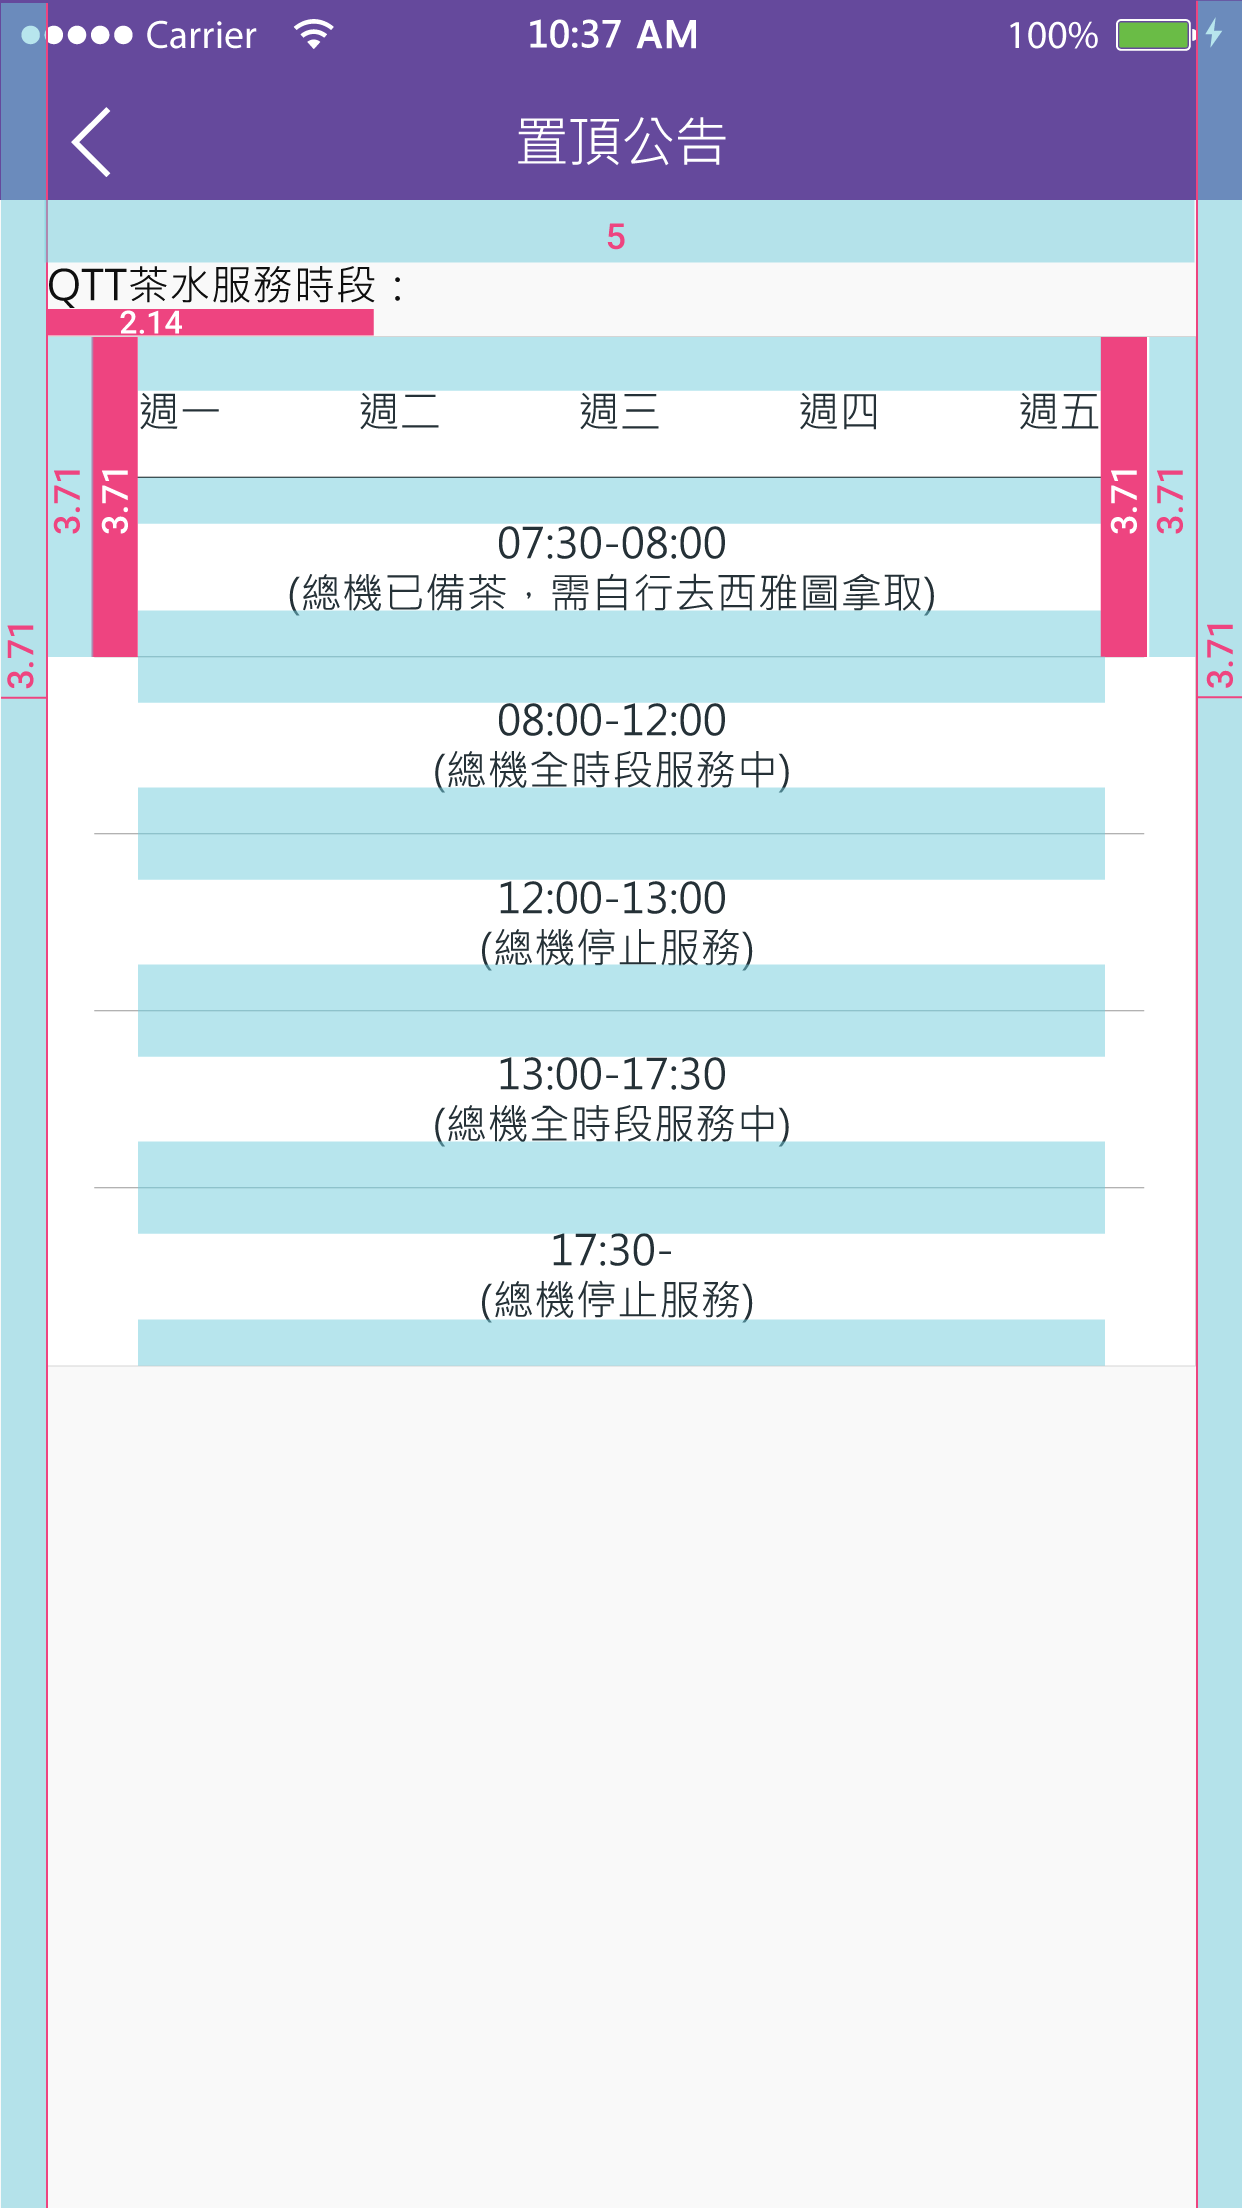 Carrier 10:37 AM 100%
置頂公告
5
QTT茶水服務時段：
2.14
週一 週二 週三 週四 週五
3.71 3.71 3.71 3.71
07:30-08:00
(總機已備茶，需自行去西雅圖拿取)
3.71 3.71
08:00-12:00
(總機全時段服務中)
12:00-13:00
(總機停止服務)
13:00-17:30
(總機全時段服務中)
17:30-
(總機停止服務)